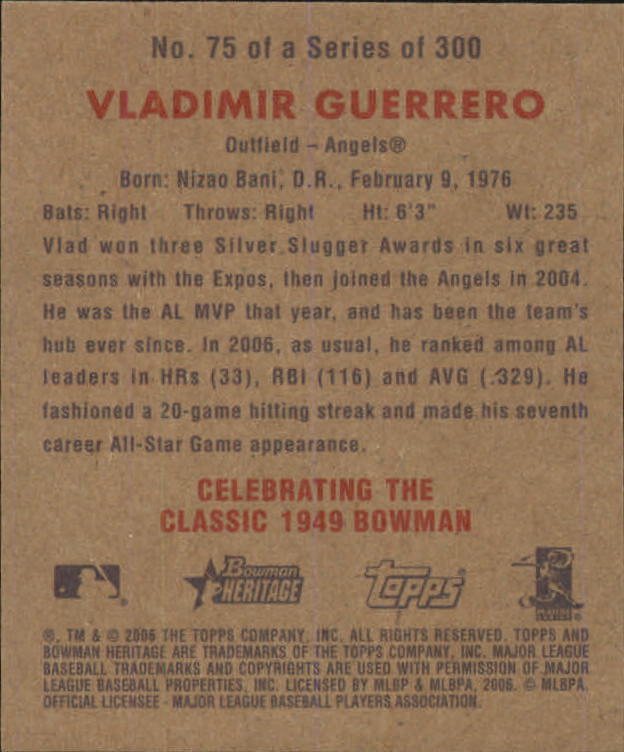 No. 75 of a Series of 300
VLADIMIR GUERRERO
Outfield – Angels®
Born: Nizao Bani, D.R., February 9, 1976
Bats: Right Throws: Right Ht: 6'3" Wt: 235
Vlad won three Silver Slugger Awards in six great
seasons with the Expos, then joined the Angels in 2004.
He was the AL MVP that year, and has been the team's
hub ever since. In 2006, as usual, he ranked among AL
leaders in HRs (33), RBI (116) and AVG (.329). He
fashioned a 20-game hitting streak and made his seventh
career All-Star Game appearance.
CELEBRATING THE
CLASSIC 1949 BOWMAN
Bowman HERITAGE
Topps®
PLAYERS CHOICE
®, TM & © 2006 THE TOPPS COMPANY, INC. ALL RIGHTS RESERVED. TOPPS AND
BOWMAN HERITAGE ARE TRADEMARKS OF THE TOPPS COMPANY, INC. MAJOR LEAGUE
BASEBALL TRADEMARKS AND COPYRIGHTS ARE USED WITH PERMISSION OF MAJOR
LEAGUE BASEBALL PROPERTIES, INC. LICENSED BY MLBP & MLBPA, 2006. © MLBPA.
OFFICIAL LICENSEE - MAJOR LEAGUE BASEBALL PLAYERS ASSOCIATION.